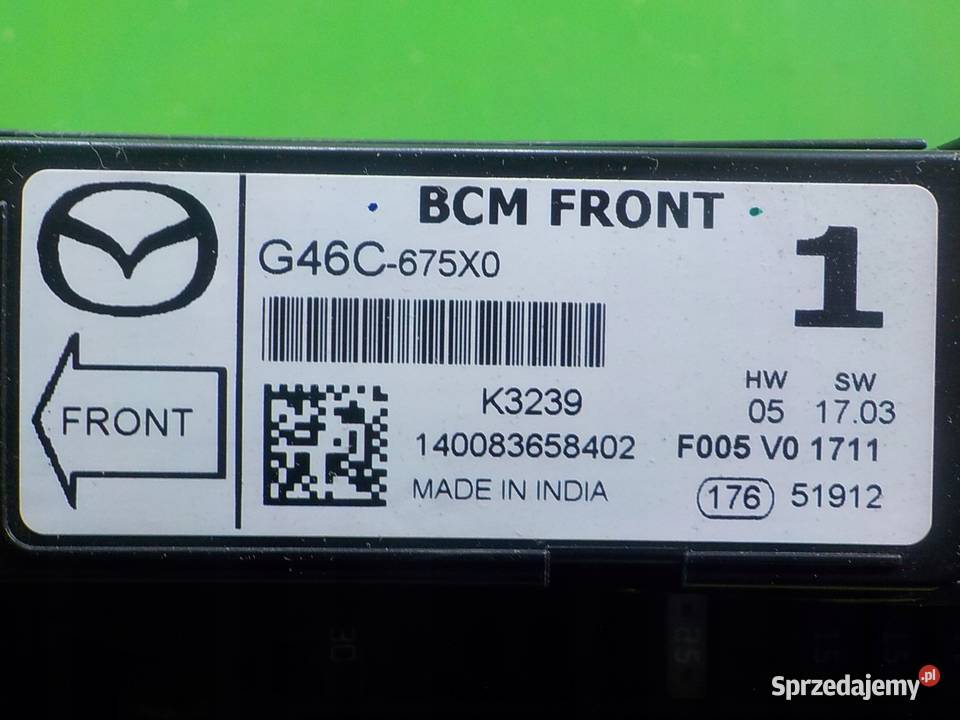 BCM FRONT
G46C-675X0
1
FRONT
K3239
140083658402
MADE IN INDIA
HW SW
05 17.03
F005 V0 1711
176 51912
Sprzedajemy.pl